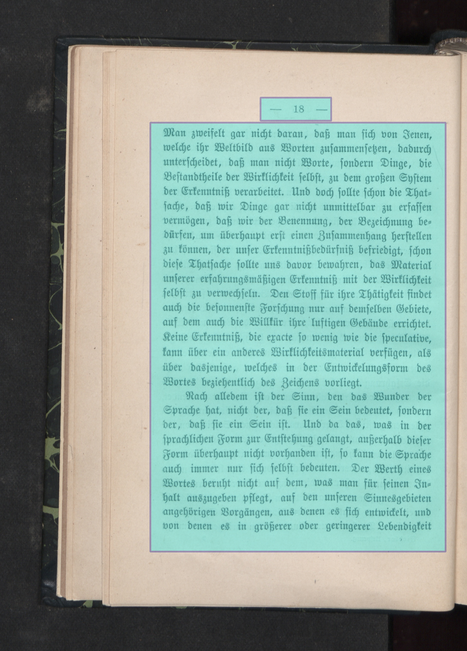 — 18 —
Man zweifelt gar nicht daran, daß man sich von Jenen,
welche ihr Weltbild aus Worten zusammensetzen, dadurch
unterscheidet, daß man nicht Worte, sondern Dinge, die
Bestandtheile der Wirklichkeit selbst, zu dem großen System
der Erkenntniß verarbeitet. Und doch sollte schon die That-
sache, daß wir Dinge gar nicht unmittelbar zu erfassen
vermögen, daß wir der Benennung, der Bezeichnung be-
dürfen, um überhaupt erst einen Zusammenhang herstellen
zu können, der unser Erkenntnißbedürfniß befriedigt, schon
diese Thatsache sollte uns davor bewahren, das Material
unserer erfahrungsmäßigen Erkenntniß mit der Wirklichkeit
selbst zu verwechseln. Den Stoff für ihre Thätigkeit findet
auch die besonnenste Forschung nur auf demselben Gebiete,
auf dem auch die Willkür ihre luftigen Gebäude errichtet.
Keine Erkenntniß, die exacte so wenig wie die speculative,
kann über ein anderes Wirklichkeitsmaterial verfügen, als
über dasjenige, welches in der Entwickelungsform des
Wortes beziehentlich des Zeichens vorliegt.
Nach alledem ist der Sinn, den das Wunder der
Sprache hat, nicht der, daß sie ein Sein bedeutet, sondern
der, daß sie ein Sein ist. Und da das, was in der
sprachlichen Form zur Entstehung gelangt, außerhalb dieser
Form überhaupt nicht vorhanden ist, so kann die Sprache
auch immer nur sich selbst bedeuten. Der Werth eines
Wortes beruht nicht auf dem, was man für seinen In-
halt auszugeben pflegt, auf den unseren Sinnesgebieten
angehörigen Vorgängen, aus denen es sich entwickelt, und
von denen es in größerer oder geringerer Lebendigkeit